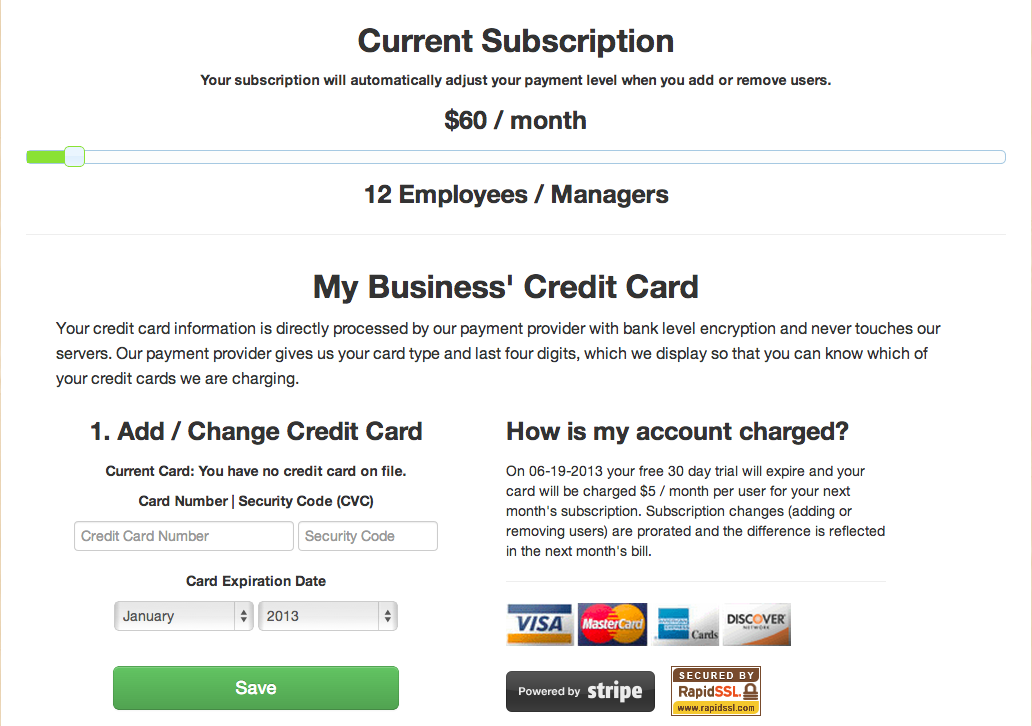 Current Subscription
Your subscription will automatically adjust your payment level when you add or remove users.
$60 / month
12 Employees / Managers
My Business' Credit Card
Your credit card information is directly processed by our payment provider with bank level encryption and never touches our
servers. Our payment provider gives us your card type and last four digits, which we display so that you can know which of
your credit cards we are charging.
1. Add / Change Credit Card
Current Card: You have no credit card on file.
Card Number | Security Code (CVC)
Credit Card Number
Security Code
Card Expiration Date
January
2013
Save
How is my account charged?
On 06-19-2013 your free 30 day trial will expire and your
card will be charged $5 / month per user for your next
month's subscription. Subscription changes (adding or
removing users) are prorated and the difference is reflected
in the next month's bill.
VISA
MasterCard
AMERICAN
EXPRESS
Cards
DISCOVER
NETWORK
Powered by stripe
SECURED BY
RapidSSL.
www.rapidssl.com